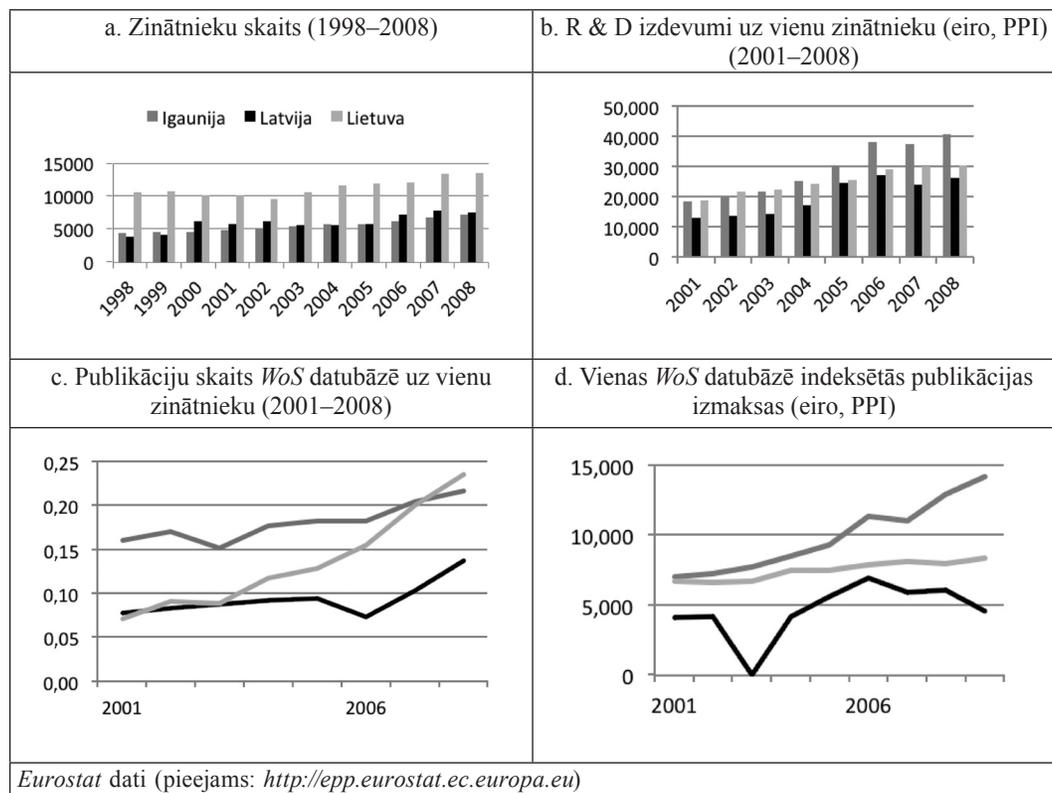 a. Zinātnieku skaits (1998–2008)
b. R & D izdevumi uz vienu zinātnieku (eiro, PPI)
(2001–2008)
Igaunija Latvija Lietuva
15000
10000
5000
0
1998 1999 2000 2001 2002 2003 2004 2005 2006 2007 2008
50,000
40,000
30,000
20,000
10,000
0
2001 2002 2003 2004 2005 2006 2007 2008
c. Publikāciju skaits WoS datubāzē uz vienu
zinātnieku (2001–2008)
d. Vienas WoS datubāzē indeksētās publikācijas
izmaksas (eiro, PPI)
0,25
0,20
0,15
0,10
0,05
0,00
2001 2006
15,000
10,000
5,000
0
2001 2006
Eurostat dati (pieejams: http://epp.eurostat.ec.europa.eu)